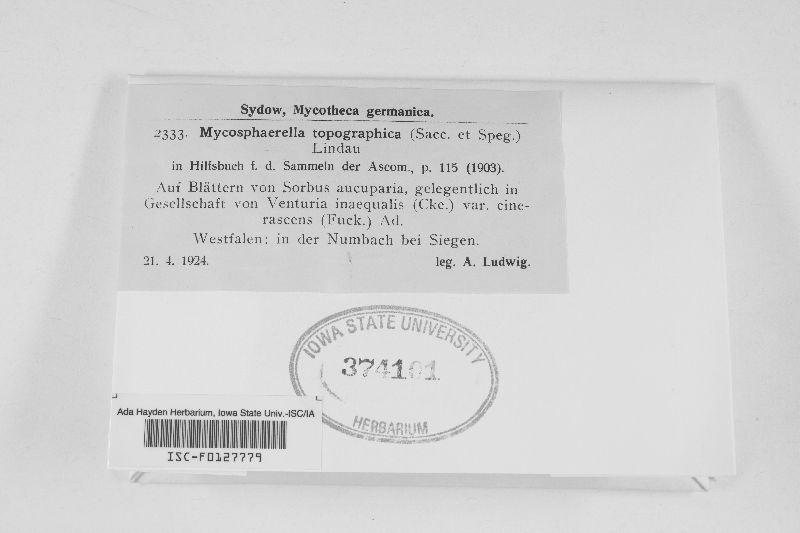 Sydow, Mycotheca germanica.
2333. Mycosphaerella topographica (Sacc. et Speg.)
Lindau
in Hilfsbuch f. d. Sammeln der Ascom., p. 115 (1903).
Auf Blättern von Sorbus aucuparia, gelegentlich in
Gesellschaft von Venturia inaequalis (Cke.) var. cine-
rascens (Fuck.) Ad.
Westfalen: in der Numbach bei Siegen.
21. 4. 1924. leg. A. Ludwig.
IOWA STATE UNIVERSITY
374101
HERBARIUM
Ada Hayden Herbarium, Iowa State Univ.-ISC/IA
ISC-F0127779